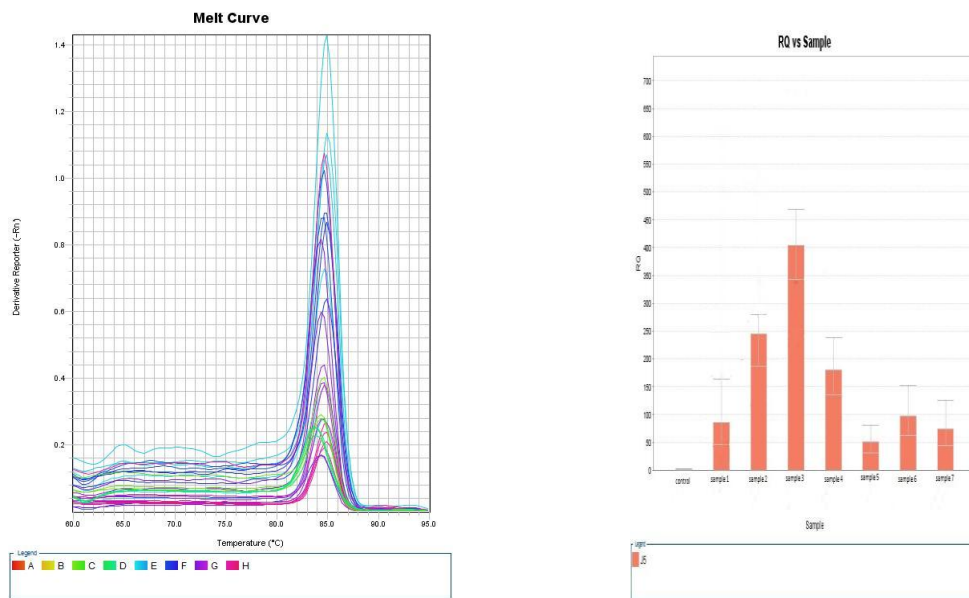 Melt Curve
Derivative Reporter (-Rn)
1.4
1.2
1.0
0.8
0.6
0.4
0.2
60.0 65.0 70.0 75.0 80.0 85.0 90.0 95.0
Temperature (°C)
Legend
A B C D E F G H
RQ vs Sample
RQ
700
650
600
550
500
450
400
350
300
250
200
150
100
50
0
control sample 1 sample 2 sample 3 sample 4 sample 5 sample 6 sample 7
Sample
Legend